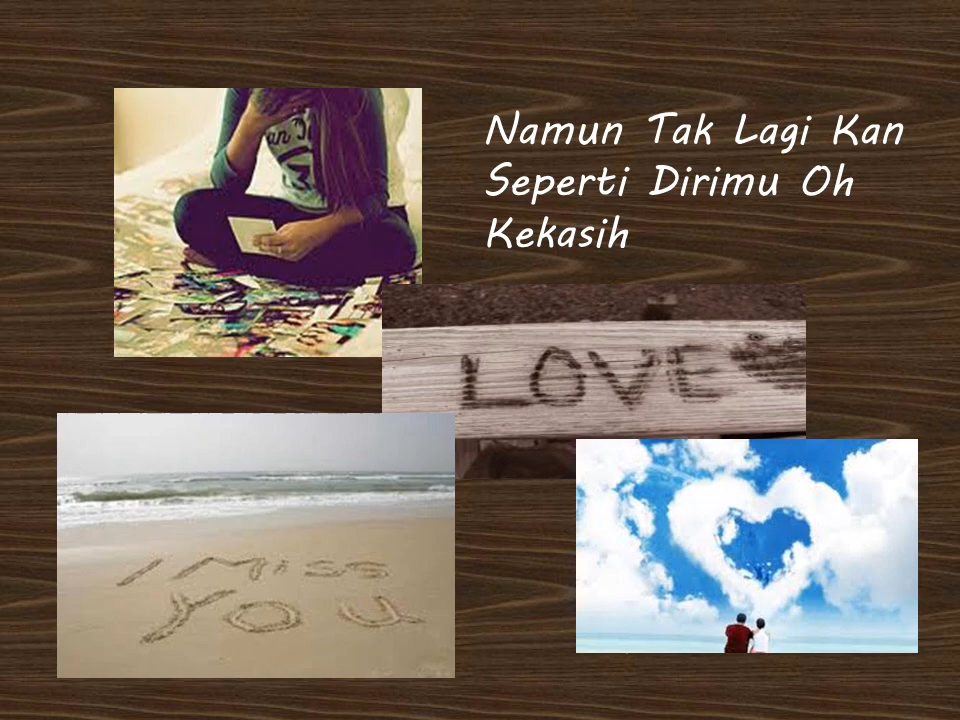 Namun Tak Lagi Kan
Seperti Dirimu Oh
Kekasih
LOVE
I MISS
YOU